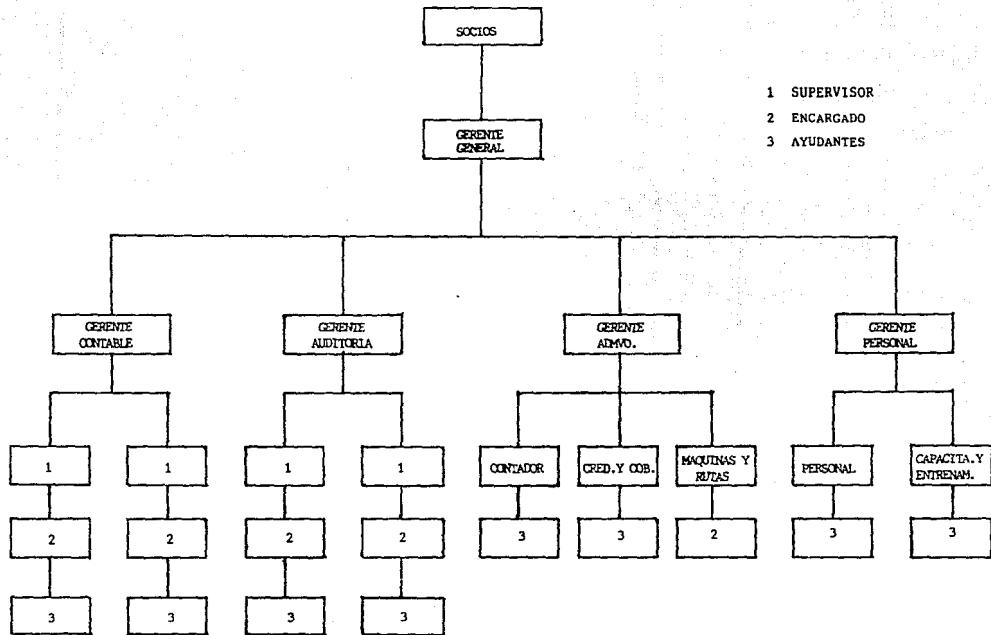 SOCIOS
GERENTE
GENERAL
1 SUPERVISOR
2 ENCARGADO
3 AYUDANTES
GERENTE
CONTABLE
GERENTE
AUDITORIA
GERENTE
ADMVO.
GERENTE
PERSONAL
1
1
1
1
CONTADOR
CRED.Y COB.
MAQUINAS Y
RUTAS
PERSONAL
CAPACITA.Y
ENTRENAM.
2
2
2
2
3
3
2
3
3
3
3
3
3